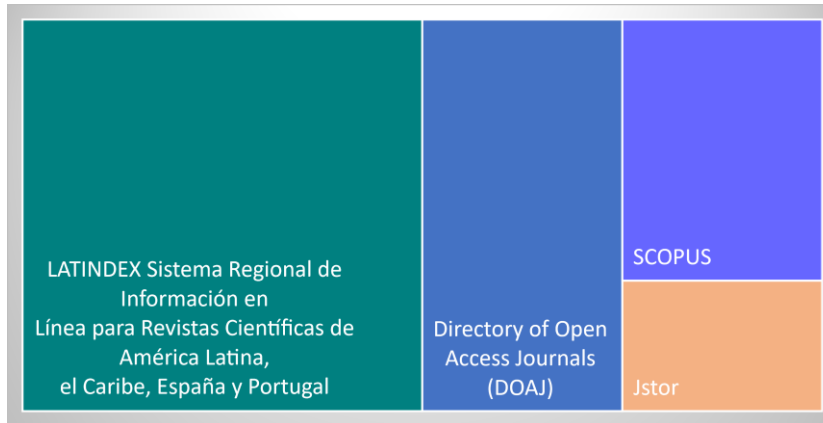 LATINDEX Sistema Regional de
Información en
Línea para Revistas Científicas de
América Latina,
el Caribe, España y Portugal
Directory of Open
Access Journals
(DOAJ)
SCOPUS
Jstor